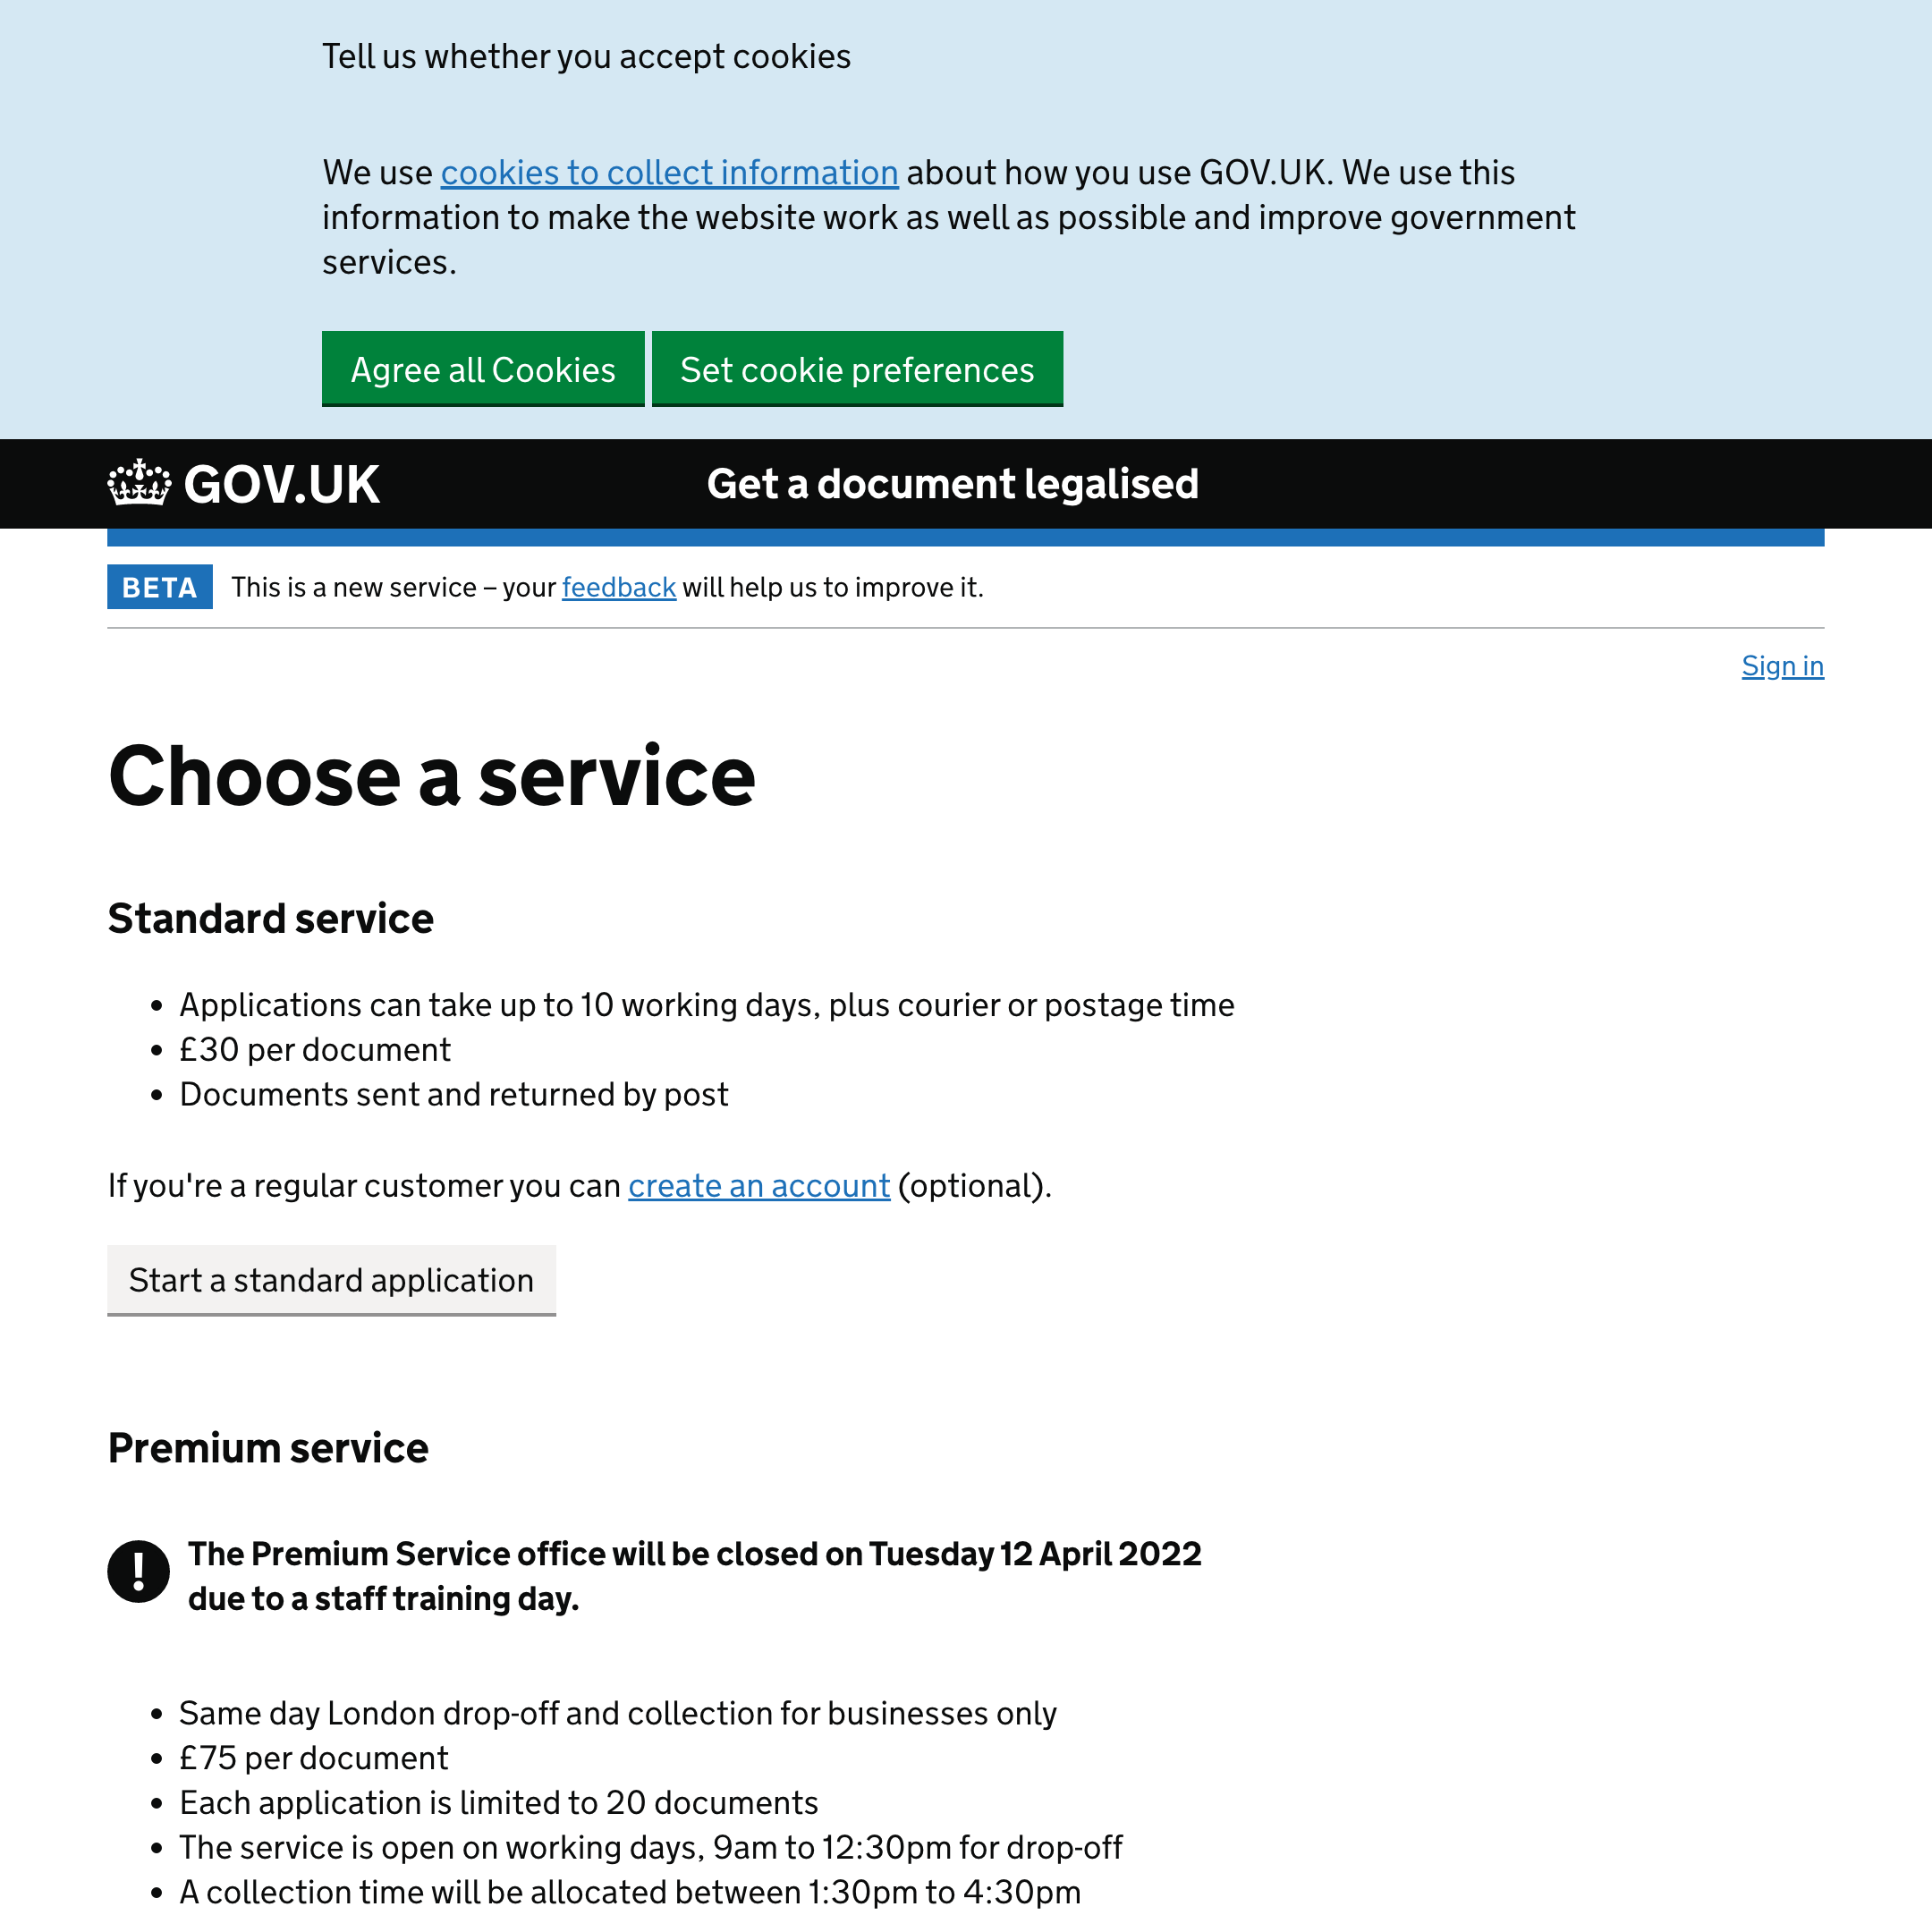 Tell us whether you accept cookies
We use cookies to collect information about how you use GOV.UK. We use this
information to make the website work as well as possible and improve government
services.
Agree all Cookies
Set cookie preferences
GOV.UK
Get a document legalised
BETA
This is a new service – your feedback will help us to improve it.
Sign in
Choose a service
Standard service
• Applications can take up to 10 working days, plus courier or postage time
• £30 per document
• Documents sent and returned by post
If you're a regular customer you can create an account (optional).
Start a standard application
Premium service
! The Premium Service office will be closed on Tuesday 12 April 2022
due to a staff training day.
• Same day London drop-off and collection for businesses only
• £75 per document
• Each application is limited to 20 documents
• The service is open on working days, 9am to 12:30pm for drop-off
• A collection time will be allocated between 1:30pm to 4:30pm